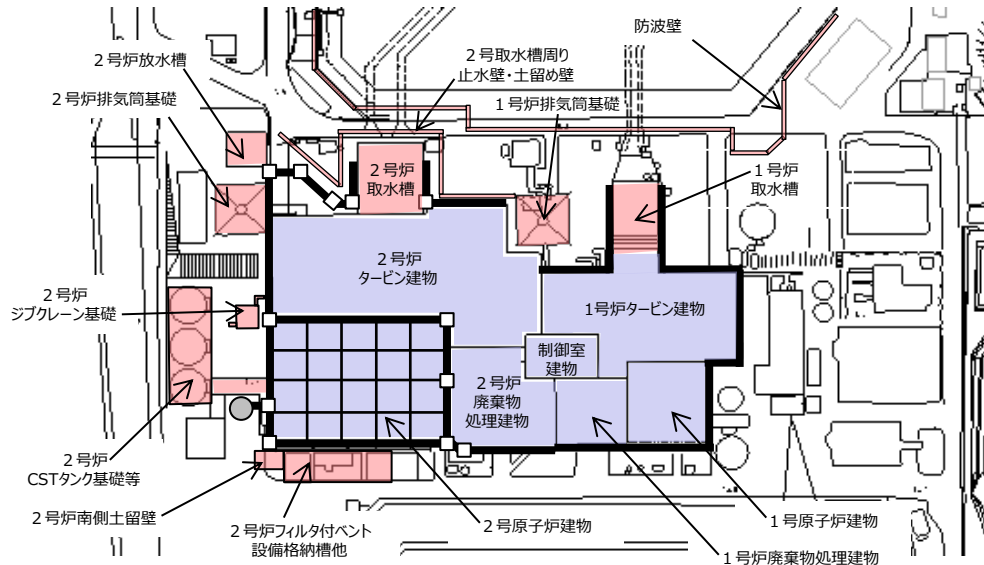 防波壁
2号炉放水槽
2号取水槽周り
止水壁・土留め壁
2号炉排気筒基礎
1号炉排気筒基礎
2号炉
取水槽
1号炉
取水槽
2号炉
タービン建物
2号炉
ジブクレーン基礎
1号炉タービン建物
制御室
建物
2号炉
廃棄物
処理建物
2号炉
CSTタンク基礎等
2号炉南側土留壁
2号炉フィルタ付ベント
設備格納槽他
2号原子炉建物
1号原子炉建物
1号炉廃棄物処理建物